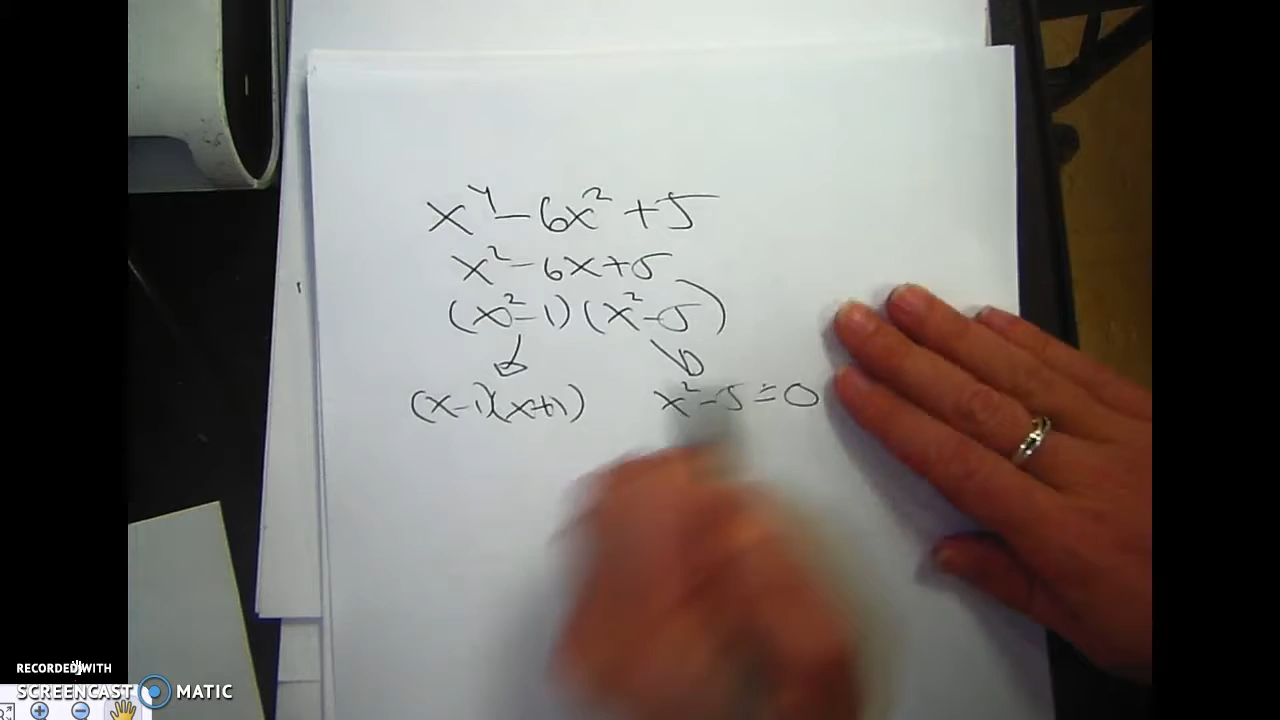 x⁴ - 6x² + 5
x² - 6x + 5
(x² - 1)(x² - 5)
(x - 1)(x + 1) x² - 5 = 0
RECORDED WITH
SCREENCAST MATIC